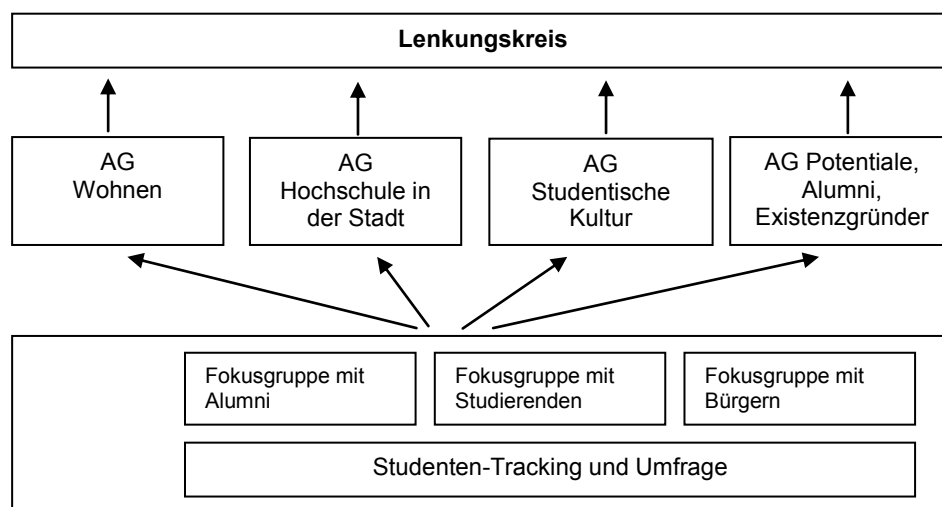 Lenkungskreis
AG
Wohnen
AG
Hochschule in
der Stadt
AG
Studentische
Kultur
AG Potentiale,
Alumni,
Existenzgründer
Fokusgruppe mit
Alumni
Fokusgruppe mit
Studierenden
Fokusgruppe mit
Bürgern
Studenten-Tracking und Umfrage